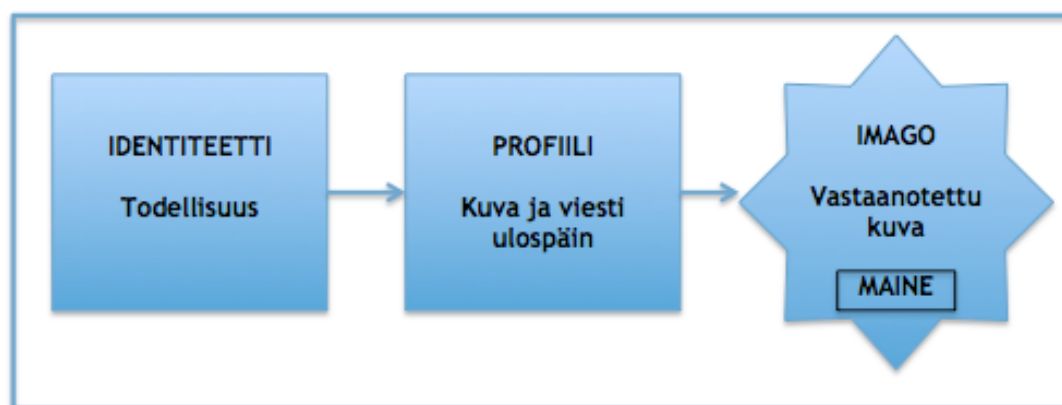 IDENTITEETTI
Todellisuus
PROFIILI
Kuva ja viesti
ulospäin
IMAGO
Vastaanotettu
kuva
MAINE